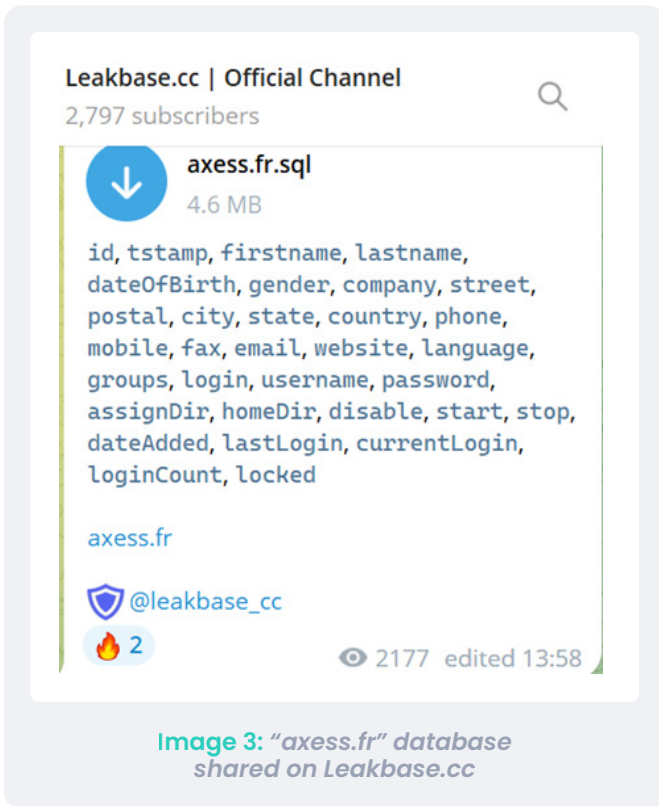 Leakbase.cc | Official Channel
2,797 subscribers
axess.fr.sql
4.6 MB
id, tstamp, firstname, lastname,
dateOfBirth, gender, company, street,
postal, city, state, country, phone,
mobile, fax, email, website, language,
groups, login, username, password,
assignDir, homeDir, disable, start, stop,
dateAdded, lastLogin, currentLogin,
loginCount, locked
axess.fr
@leakbase_cc
2
2177 edited 13:58
Image 3: “axess.fr” database
shared on Leakbase.cc